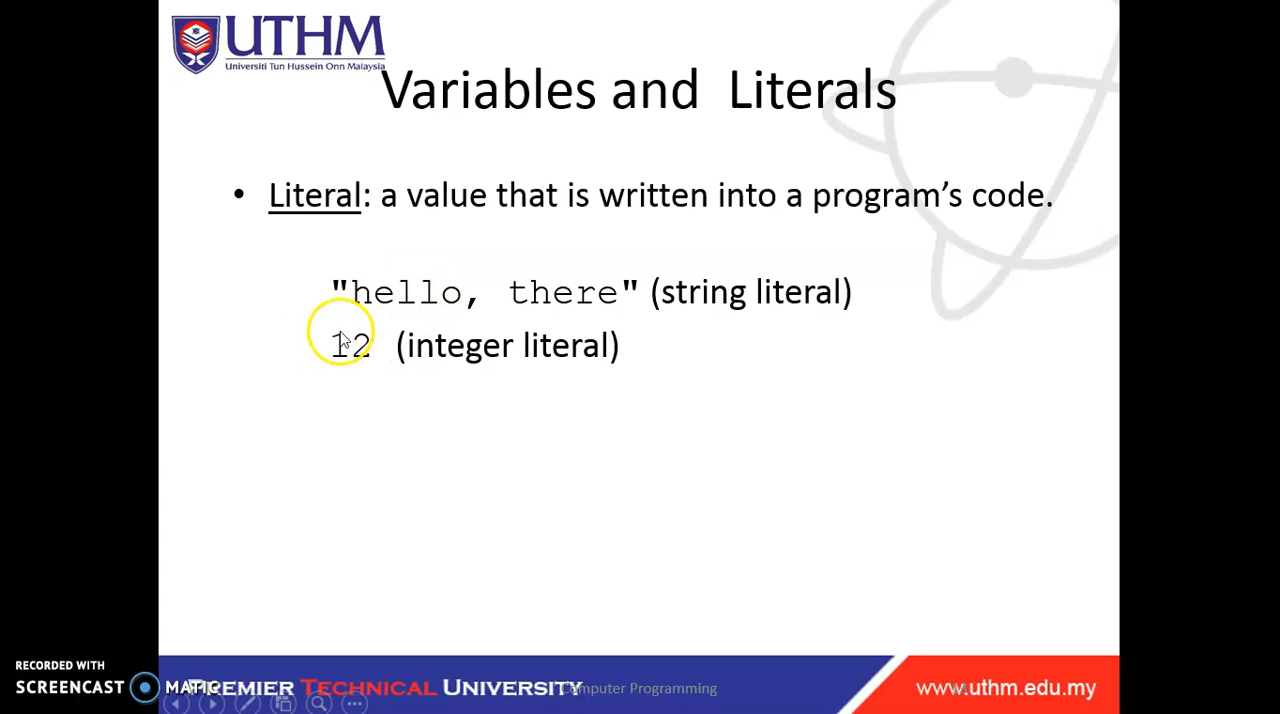 UTHM
Universiti Tun Hussein Onn Malaysia
Variables and Literals
• Literal: a value that is written into a program’s code.
"hello, there" (string literal)
12 (integer literal)
RECORDED WITH
SCREENCAST MATIC
PREMIER TECHNICAL UNIVERSITY
Computer Programming
www.uthm.edu.my